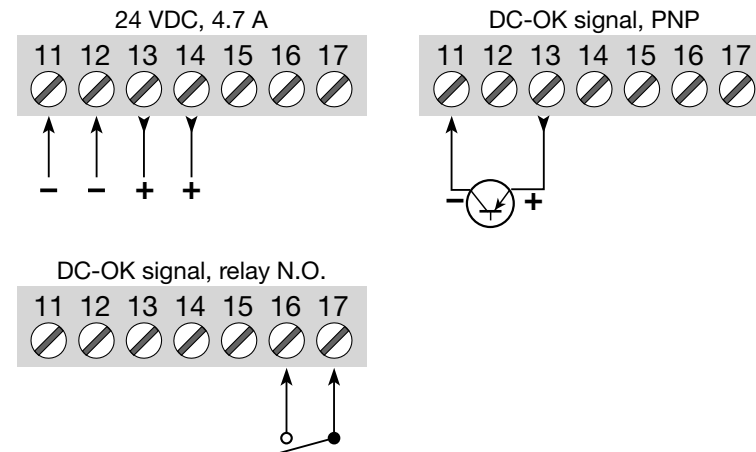 24 VDC, 4.7 A
11 12 13 14 15 16 17
– – + +
DC-OK signal, PNP
11 12 13 14 15 16 17
– +
DC-OK signal, relay N.O.
11 12 13 14 15 16 17